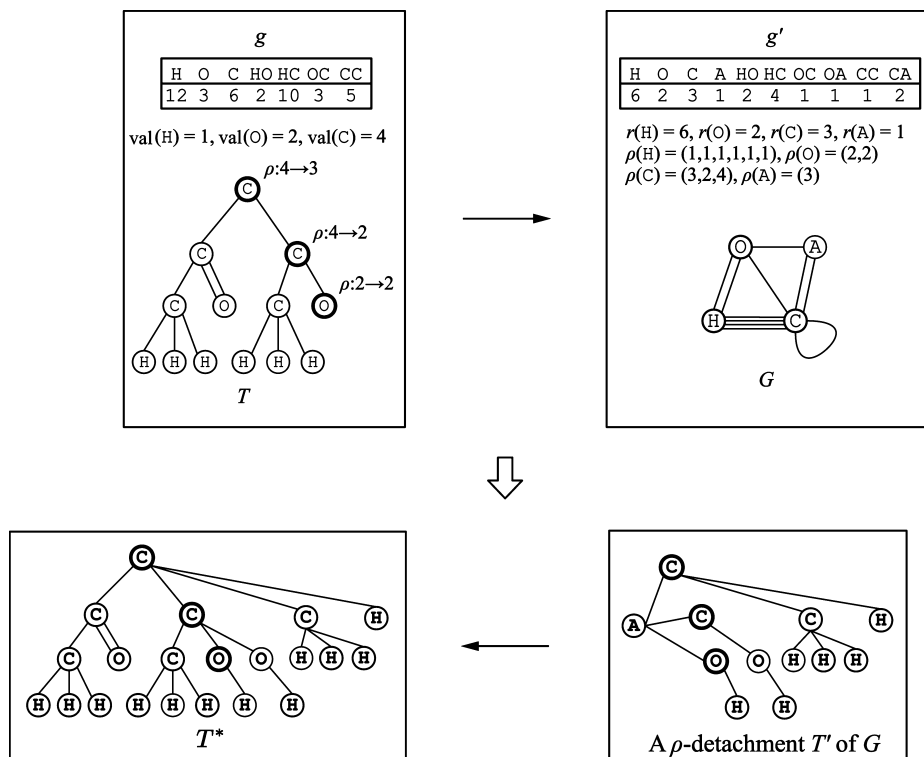 g
H O C HO HC OC CC
12 3 6 2 10 3 5
val(H) = 1, val(O) = 2, val(C) = 4
ρ:4→3
C
ρ:4→2
C C
ρ:2→2
C O C O
H H H H H H
T
g′
H O C A HO HC OC OA CC CA
6 2 3 1 2 4 1 1 1 2
r(H) = 6, r(O) = 2, r(C) = 3, r(A) = 1
ρ(H) = (1,1,1,1,1,1), ρ(O) = (2,2)
ρ(C) = (3,2,4), ρ(A) = (3)
O A
H C
G
C
C C C H
C O C O O H H H
H H H H H H H H
T*
C
A C C H
O O H H H
H H
A ρ-detachment T′ of G